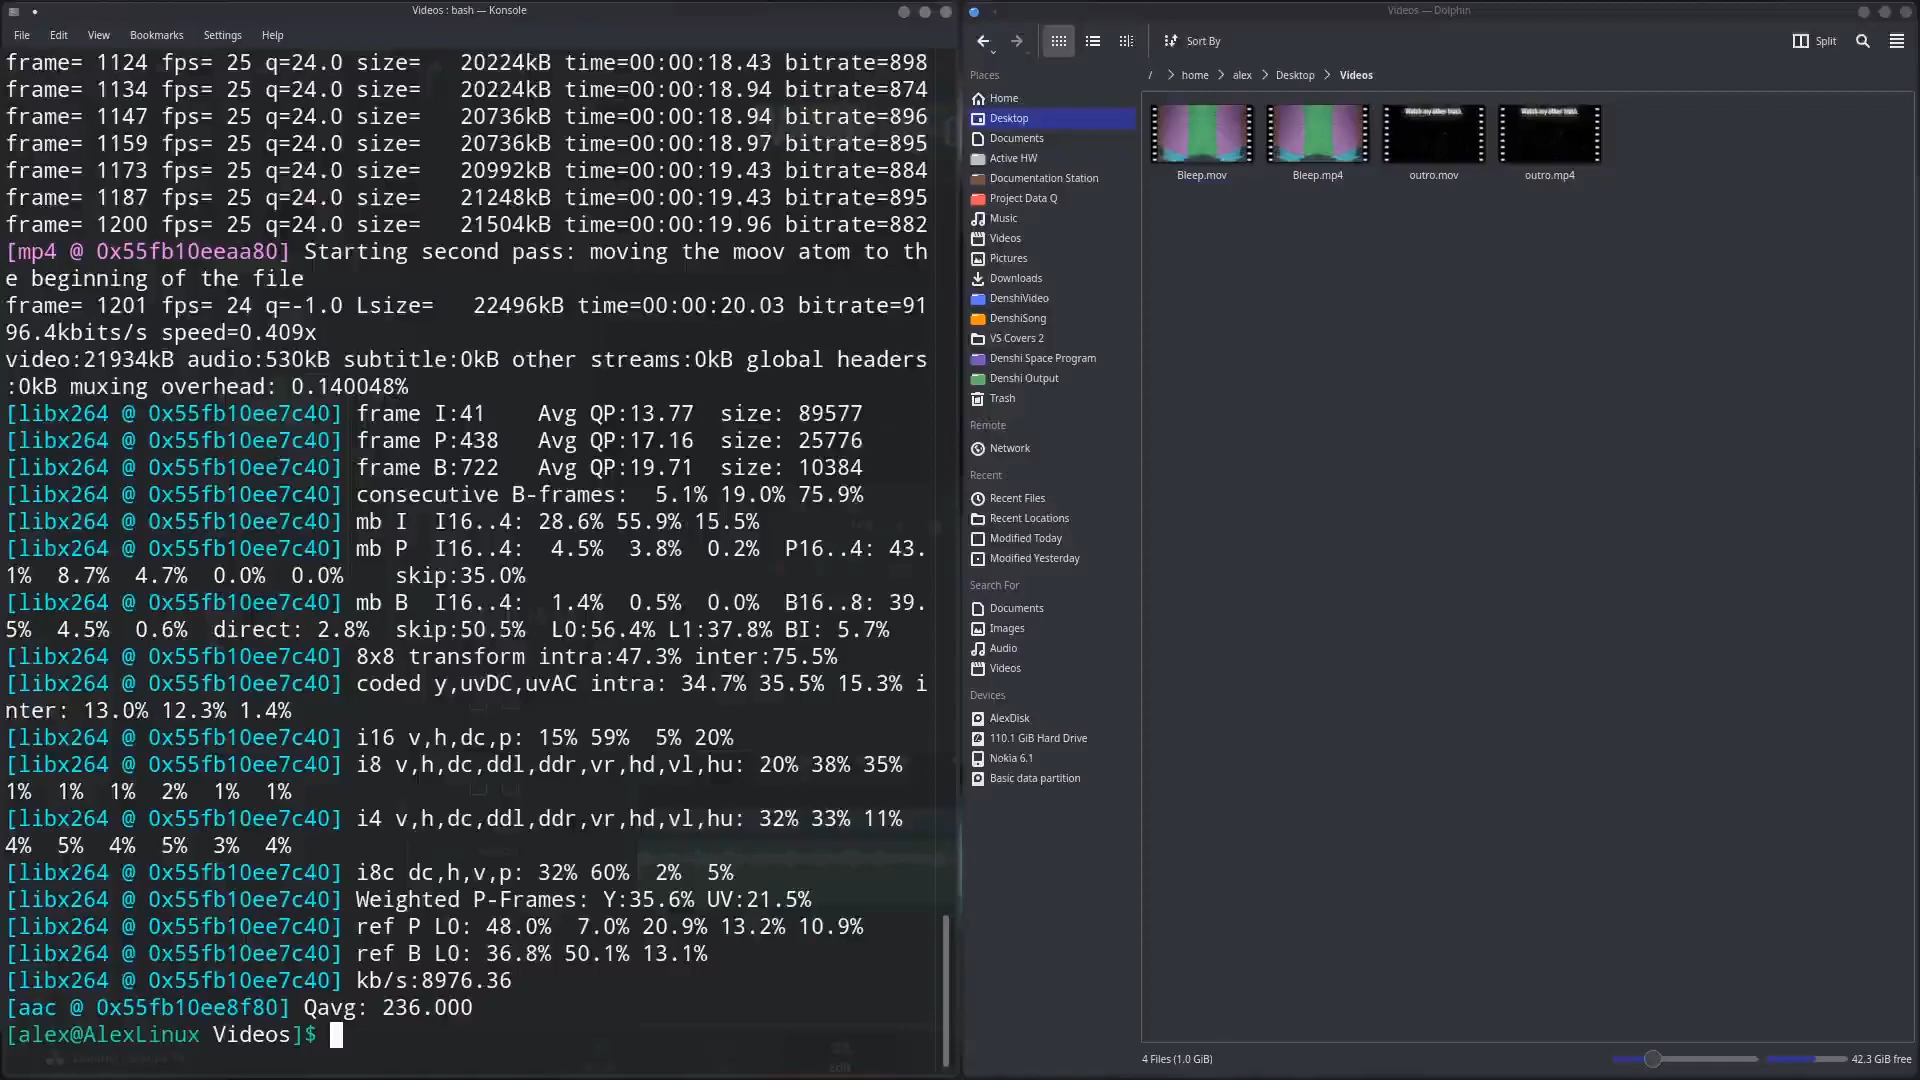 Videos : bash — Konsole
File Edit View Bookmarks Settings Help
frame= 1124 fps= 25 q=24.0 size=   20224kB time=00:00:18.43 bitrate=898
frame= 1134 fps= 25 q=24.0 size=   20224kB time=00:00:18.94 bitrate=874
frame= 1147 fps= 25 q=24.0 size=   20736kB time=00:00:18.94 bitrate=896
frame= 1159 fps= 25 q=24.0 size=   20736kB time=00:00:18.97 bitrate=895
frame= 1173 fps= 25 q=24.0 size=   20992kB time=00:00:19.43 bitrate=884
frame= 1187 fps= 25 q=24.0 size=   21248kB time=00:00:19.43 bitrate=895
frame= 1200 fps= 25 q=24.0 size=   21504kB time=00:00:19.96 bitrate=882
[mp4 @ 0x55fb10eeaa80] Starting second pass: moving the moov atom to th
e beginning of the file
frame= 1201 fps= 24 q=-1.0 Lsize=   22496kB time=00:00:20.03 bitrate=91
96.4kbits/s speed=0.409x
video:21934kB audio:530kB subtitle:0kB other streams:0kB global headers
:0kB muxing overhead: 0.140048%
[libx264 @ 0x55fb10ee7c40] frame I:41    Avg QP:13.77  size: 89577
[libx264 @ 0x55fb10ee7c40] frame P:438   Avg QP:17.16  size: 25776
[libx264 @ 0x55fb10ee7c40] frame B:722   Avg QP:19.71  size: 10384
[libx264 @ 0x55fb10ee7c40] consecutive B-frames:  5.1% 19.0% 75.9%
[libx264 @ 0x55fb10ee7c40] mb I  I16..4: 28.6% 55.9% 15.5%
[libx264 @ 0x55fb10ee7c40] mb P  I16..4:  4.5%  3.8%  0.2%  P16..4: 43.
1%  8.7%  4.7%  0.0%  0.0%    skip:35.0%
[libx264 @ 0x55fb10ee7c40] mb B  I16..4:  1.4%  0.5%  0.0%  B16..8: 39.
5%  4.5%  0.6%  direct: 2.8%  skip:50.5%  L0:56.4% L1:37.8% BI: 5.7%
[libx264 @ 0x55fb10ee7c40] 8x8 transform intra:47.3% inter:75.5%
[libx264 @ 0x55fb10ee7c40] coded y,uvDC,uvAC intra: 34.7% 35.5% 15.3% i
nter: 13.0% 12.3% 1.4%
[libx264 @ 0x55fb10ee7c40] i16 v,h,dc,p: 15% 59%  5% 20%
[libx264 @ 0x55fb10ee7c40] i8 v,h,dc,ddl,ddr,vr,hd,vl,hu: 20% 38% 35%
1%  1%  1%  2%  1%  1%
[libx264 @ 0x55fb10ee7c40] i4 v,h,dc,ddl,ddr,vr,hd,vl,hu: 32% 33% 11%
4%  5%  4%  5%  3%  4%
[libx264 @ 0x55fb10ee7c40] i8c dc,h,v,p: 32% 60%  2%  5%
[libx264 @ 0x55fb10ee7c40] Weighted P-Frames: Y:35.6% UV:21.5%
[libx264 @ 0x55fb10ee7c40] ref P L0: 48.0%  7.0% 20.9% 13.2% 10.9%
[libx264 @ 0x55fb10ee7c40] ref B L0: 36.8% 50.1% 13.1%
[libx264 @ 0x55fb10ee7c40] kb/s:8976.36
[aac @ 0x55fb10ee8f80] Qavg: 236.000
[alex@AlexLinux Videos]$
Videos — Dolphin
Sort By
Split
/ > home > alex > Desktop > Videos
Places
Home
Desktop
Documents
Active HW
Documentation Station
Project Data Q
Music
Videos
Pictures
Downloads
DenshiVideo
DenshiSong
VS Covers 2
Denshi Space Program
Denshi Output
Trash
Remote
Network
Recent
Recent Files
Recent Locations
Modified Today
Modified Yesterday
Search For
Documents
Images
Audio
Videos
Devices
AlexDisk
110.1 GiB Hard Drive
Nokia 6.1
Basic data partition
Watch my other track. Watch my other track.
Bleep.mov Bleep.mp4 outro.mov outro.mp4
4 Files (1.0 GiB)
42.3 GiB free